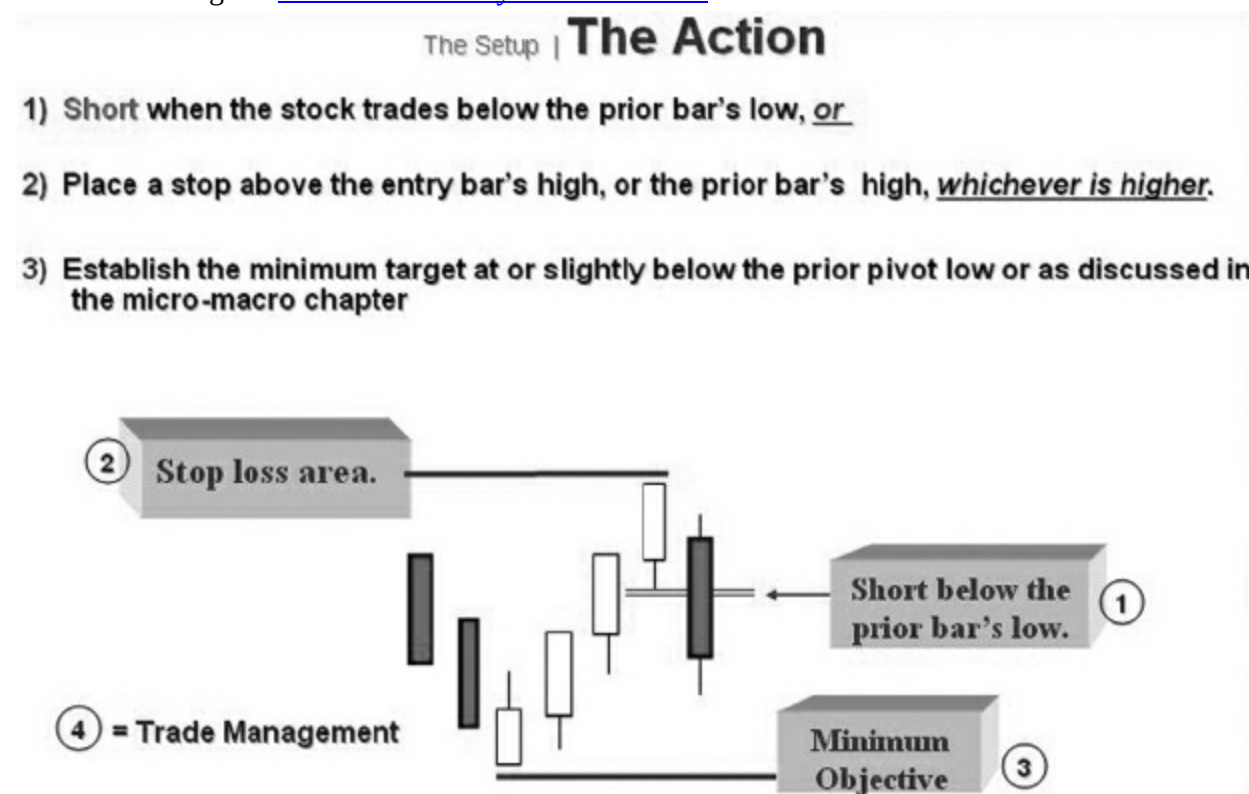 The Setup | The Action
1) Short when the stock trades below the prior bar's low, or
2) Place a stop above the entry bar's high, or the prior bar's high, whichever is higher.
3) Establish the minimum target at or slightly below the prior pivot low or as discussed in
the micro-macro chapter
2 Stop loss area.
Short below the
prior bar's low.
1
4 = Trade Management
Minimum
Objective
3